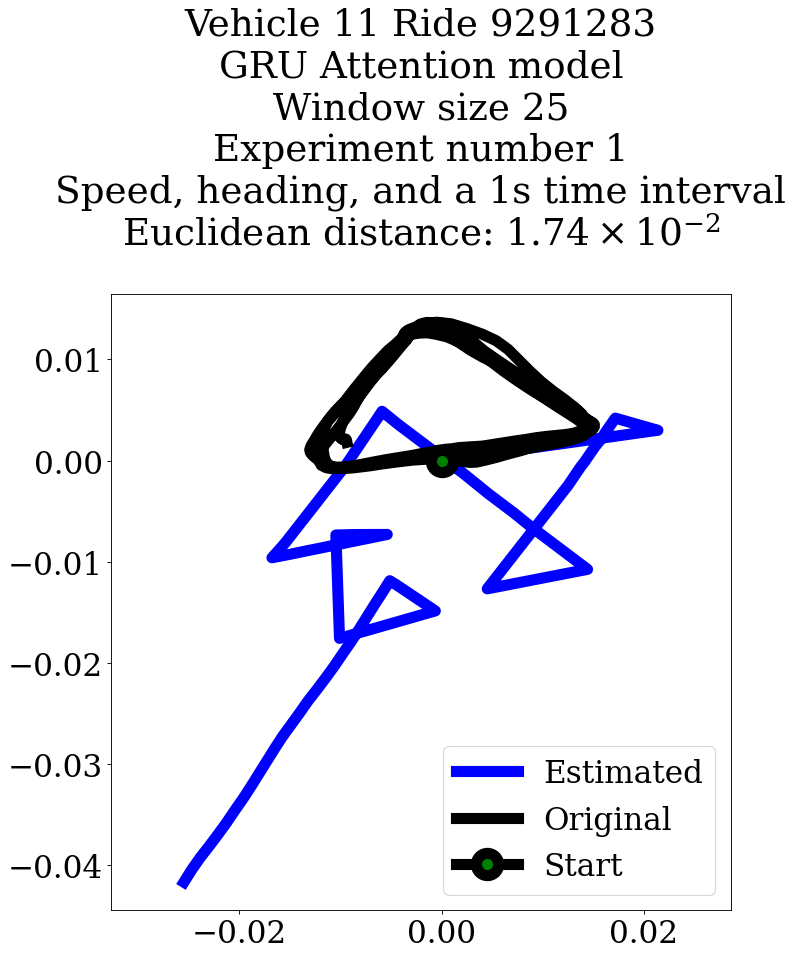 Vehicle 11 Ride 9291283
GRU Attention model
Window size 25
Experiment number 1
Speed, heading, and a 1s time interval
Euclidean distance: 1.74 × 10⁻²
0.01
0.00
−0.01
−0.02
−0.03
−0.04
Estimated
Original
Start
−0.02 0.00 0.02